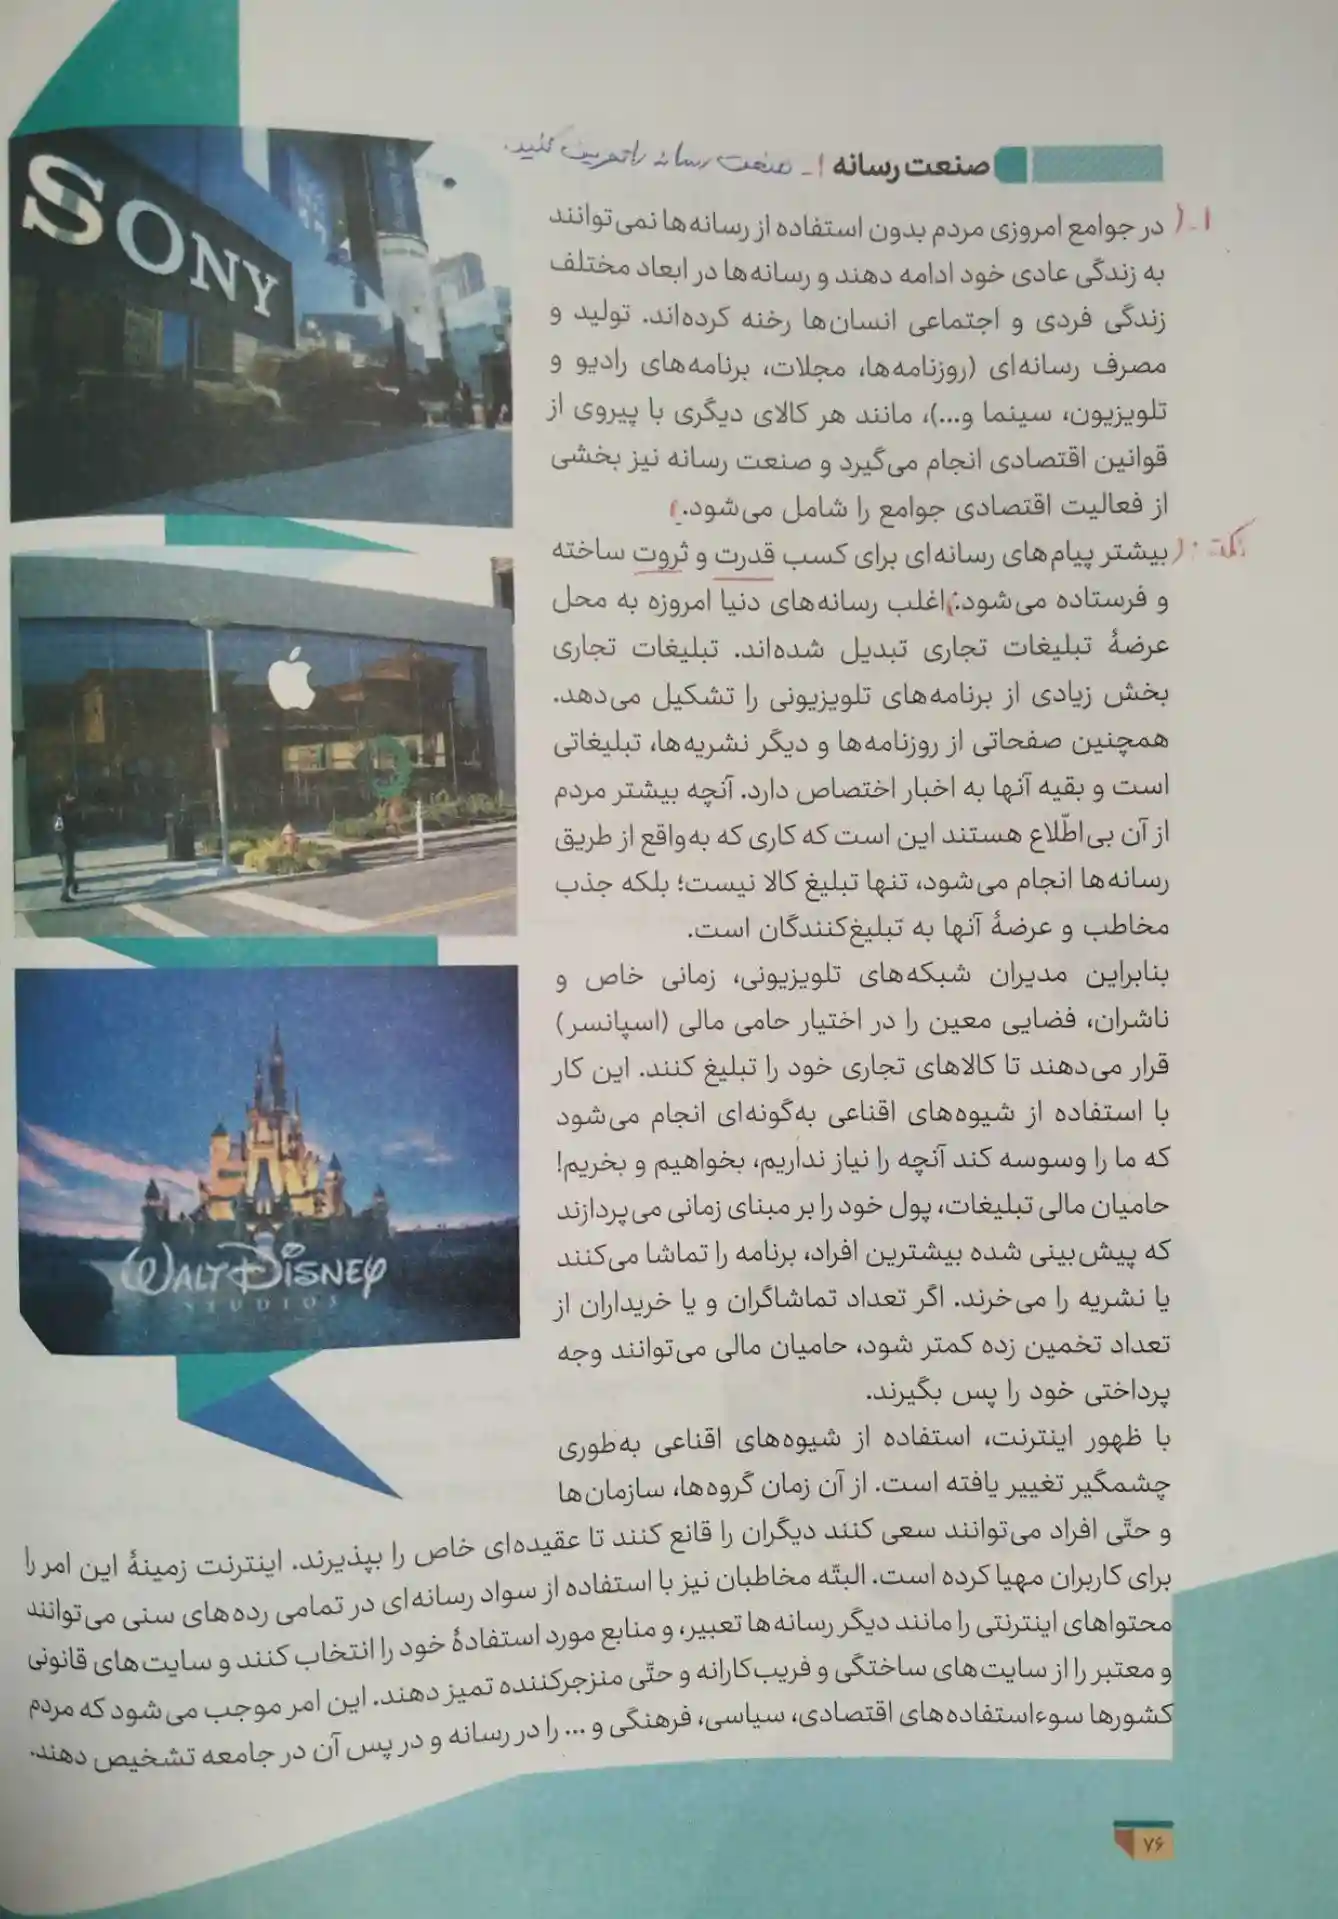 صنعت رسانه ۱- صنعت رسانه را تعریف کنید.
۱-( در جوامع امروزی مردم بدون استفاده از رسانه‌ها نمی‌توانند
به زندگی عادی خود ادامه دهند و رسانه‌ها در ابعاد مختلف
زندگی فردی و اجتماعی انسان‌ها رخنه کرده‌اند. تولید و
مصرف رسانه‌ای (روزنامه‌ها، مجلات، برنامه‌های رادیو و
تلویزیون، سینما و...)، مانند هر کالای دیگری با پیروی از
قوانین اقتصادی انجام می‌گیرد و صنعت رسانه نیز بخشی
از فعالیت اقتصادی جوامع را شامل می‌شود.)
نکته: ( بیشتر پیام‌های رسانه‌ای برای کسب قدرت و ثروت ساخته
و فرستاده می‌شود.) اغلب رسانه‌های دنیا امروزه به محل
عرضهٔ تبلیغات تجاری تبدیل شده‌اند. تبلیغات تجاری
بخش زیادی از برنامه‌های تلویزیونی را تشکیل می‌دهد.
همچنین صفحاتی از روزنامه‌ها و دیگر نشریه‌ها، تبلیغاتی
است و بقیه آنها به اخبار اختصاص دارد. آنچه بیشتر مردم
از آن بی‌اطّلاع هستند این است که کاری که به‌واقع از طریق
رسانه‌ها انجام می‌شود، تنها تبلیغ کالا نیست؛ بلکه جذب
مخاطب و عرضهٔ آنها به تبلیغ‌کنندگان است.
بنابراین مدیران شبکه‌های تلویزیونی، زمانی خاص و
ناشران، فضایی معین را در اختیار حامی مالی (اسپانسر)
قرار می‌دهند تا کالاهای تجاری خود را تبلیغ کنند. این کار
با استفاده از شیوه‌های اقناعی به‌گونه‌ای انجام می‌شود
که ما را وسوسه کند آنچه را نیاز نداریم، بخواهیم و بخریم!
حامیان مالی تبلیغات، پول خود را بر مبنای زمانی می‌پردازند
که پیش‌بینی شده بیشترین افراد، برنامه را تماشا می‌کنند
یا نشریه را می‌خرند. اگر تعداد تماشاگران و یا خریداران از
تعداد تخمین زده کمتر شود، حامیان مالی می‌توانند وجه
پرداختی خود را پس بگیرند.
با ظهور اینترنت، استفاده از شیوه‌های اقناعی به‌طوری
چشمگیر تغییر یافته است. از آن زمان گروه‌ها، سازمان‌ها
و حتّی افراد می‌توانند سعی کنند دیگران را قانع کنند تا عقیده‌ای خاص را بپذیرند. اینترنت زمینهٔ این امر را
برای کاربران مهیا کرده است. البتّه مخاطبان نیز با استفاده از سواد رسانه‌ای در تمامی رده‌های سنی می‌توانند
محتواهای اینترنتی را مانند دیگر رسانه‌ها تعبیر، و منابع مورد استفادهٔ خود را انتخاب کنند و سایت‌های قانونی
و معتبر را از سایت‌های ساختگی و فریب‌کارانه و حتّی منزجرکننده تمیز دهند. این امر موجب می‌شود که مردم
کشورها سوءاستفاده‌های اقتصادی، سیاسی، فرهنگی و ... را در رسانه و در پس آن در جامعه تشخیص دهند.
SONY
WALT DISNEY
STUDIOS
۷۶